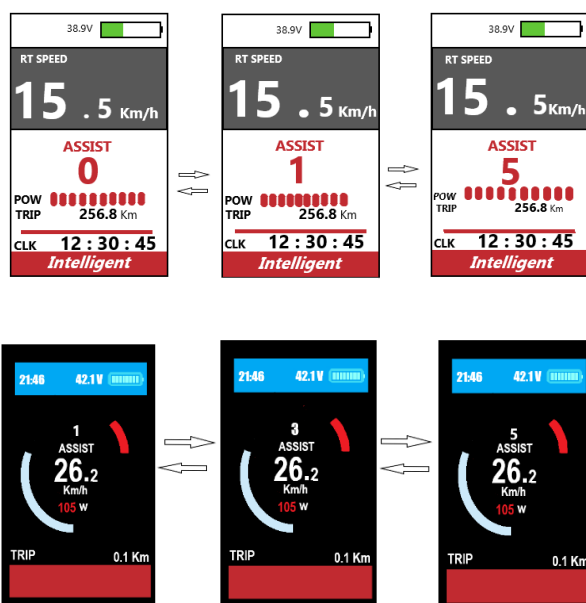 38.9V
RT SPEED
15 . 5 Km/h
ASSIST
0
POW
TRIP 256.8 Km
CLK 12 : 30 : 45
Intelligent
38.9V
RT SPEED
15 . 5 Km/h
ASSIST
1
POW
TRIP 256.8 Km
CLK 12 : 30 : 45
Intelligent
38.9V
RT SPEED
15 . 5Km/h
ASSIST
5
POW
TRIP 256.8 Km
CLK 12 : 30 : 45
Intelligent
21:46 42.1V
1
ASSIST
26.2
Km/h
105 W
TRIP 0.1 Km
21:46 42.1V
3
ASSIST
26.2
Km/h
105 W
TRIP 0.1 Km
21:46 42.1V
5
ASSIST
26.2
Km/h
105 W
TRIP 0.1 Km